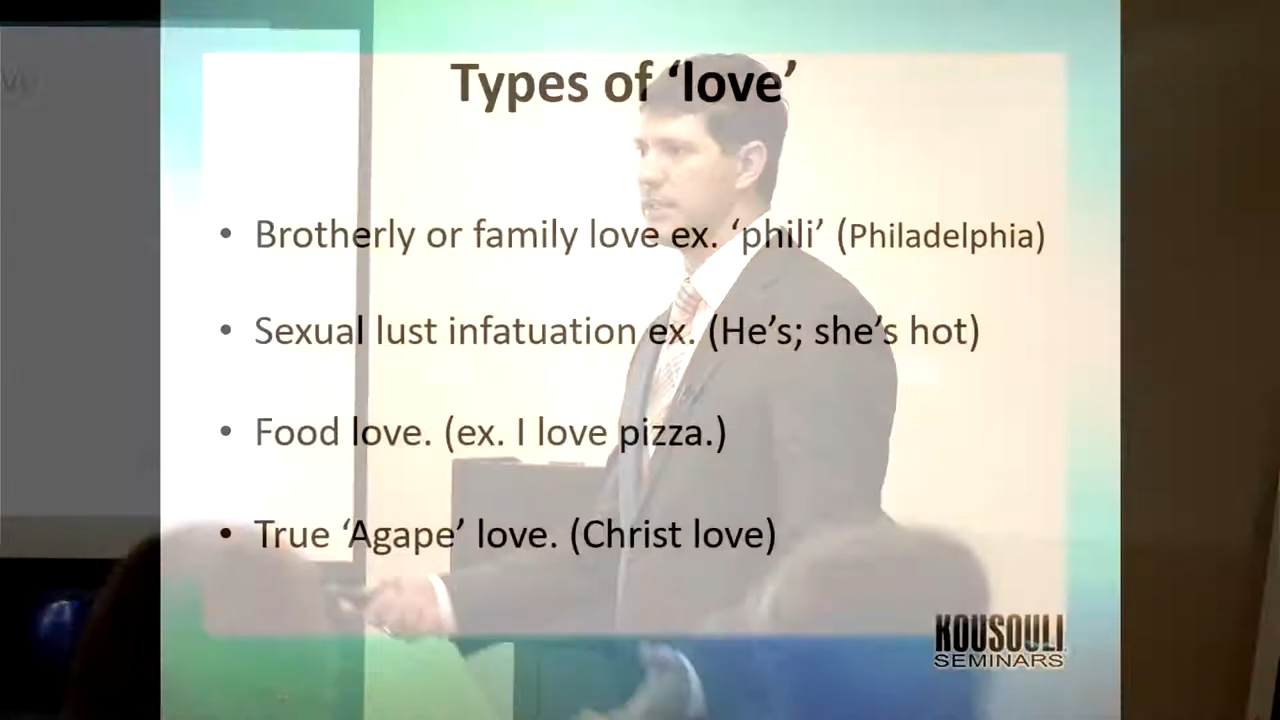 Types of ‘love’
• Brotherly or family love ex. ‘phili’ (Philadelphia)
• Sexual lust infatuation ex. (He’s; she’s hot)
• Food love. (ex. I love pizza.)
• True ‘Agape’ love. (Christ love)
KOUSOULI
SEMINARS